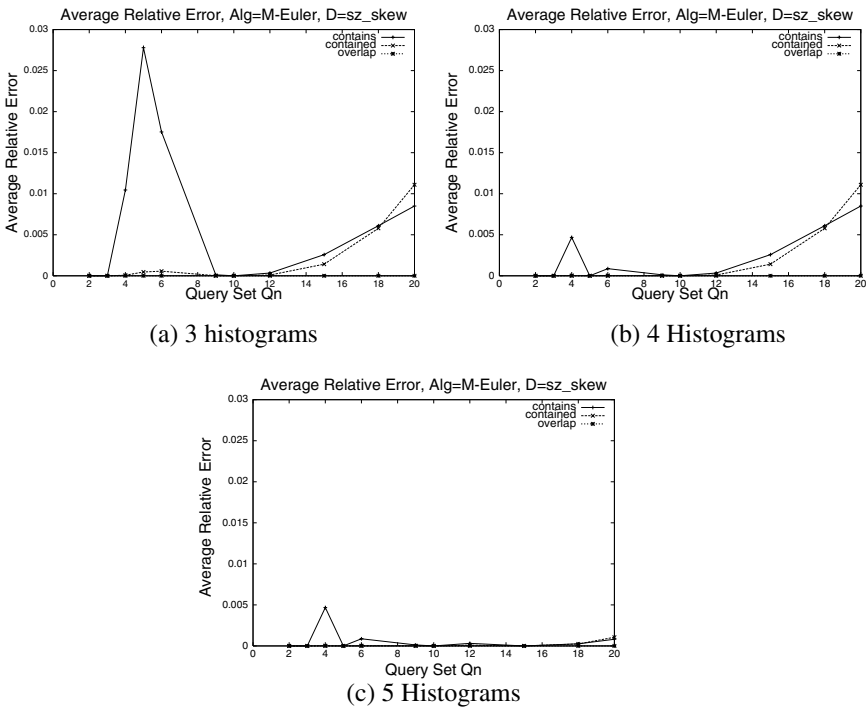 Average Relative Error, Alg=M-Euler, D=sz_skew
Average Relative Error
0.03
0.025
0.02
0.015
0.01
0.005
0
contains
contained
overlap
0 2 4 6 8 10 12 14 16 18 20
Query Set Qn
(a) 3 histograms
Average Relative Error, Alg=M-Euler, D=sz_skew
Average Relative Error
0.03
0.025
0.02
0.015
0.01
0.005
0
contains
contained
overlap
0 2 4 6 8 10 12 14 16 18 20
Query Set Qn
(b) 4 Histograms
Average Relative Error, Alg=M-Euler, D=sz_skew
Average Relative Error
0.03
0.025
0.02
0.015
0.01
0.005
0
contains
contained
overlap
0 2 4 6 8 10 12 14 16 18 20
Query Set Qn
(c) 5 Histograms